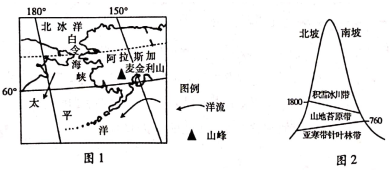 180° 150°
北冰洋
白令海峡
阿拉斯加
麦金利山
60°
太平洋
图例
洋流
山峰
图1
北坡 南坡
积雪冰川带
1800
山地苔原带
760
亚寒带针叶林带
图2